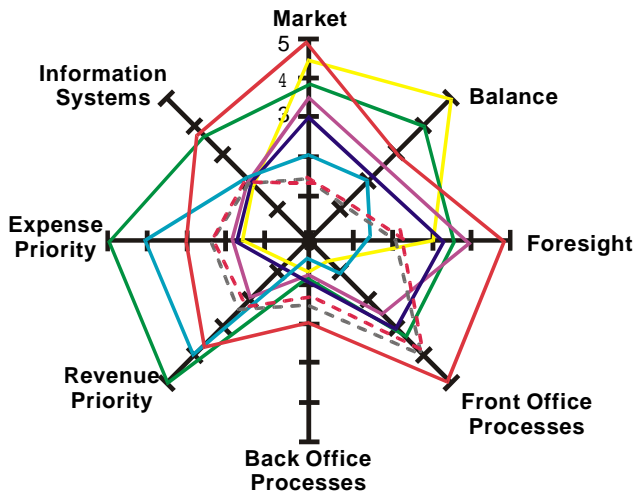 Market
5
4
3
Information
Systems
Balance
Expense
Priority
Foresight
Revenue
Priority
Front Office
Processes
Back Office
Processes